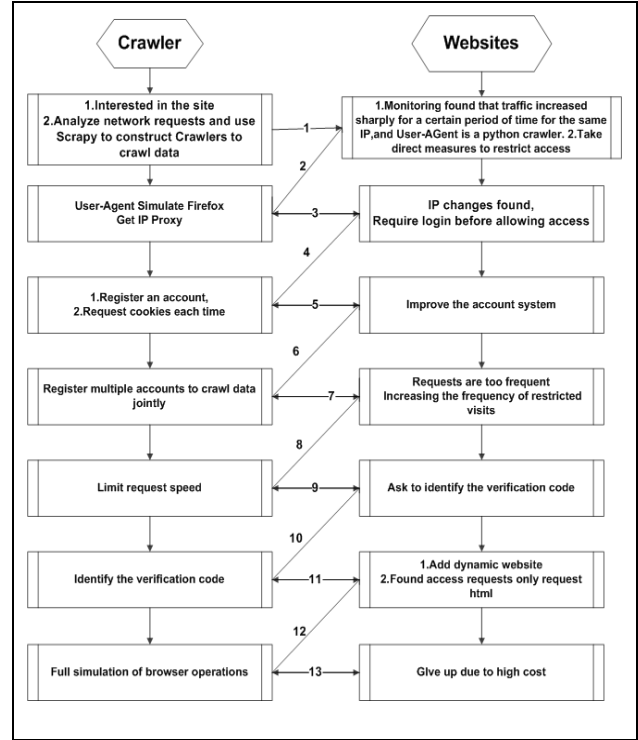 Crawler
Websites
1.Interested in the site
2.Analyze network requests and use
Scrapy to construct Crawlers to
crawl data
1
1.Monitoring found that traffic increased
sharply for a certain period of time for the same
IP,and User-AGent is a python crawler. 2.Take
direct measures to restrict access
2
User-Agent Simulate Firefox
Get IP Proxy
3
IP changes found,
Require login before allowing access
4
1.Register an account,
2.Request cookies each time
5
Improve the account system
6
Register multiple accounts to crawl data
jointly
7
Requests are too frequent
Increasing the frequency of restricted
visits
8
Limit request speed
9
Ask to identify the verification code
10
Identify the verification code
11
1.Add dynamic website
2.Found access requests only request
html
12
Full simulation of browser operations
13
GIve up due to high cost